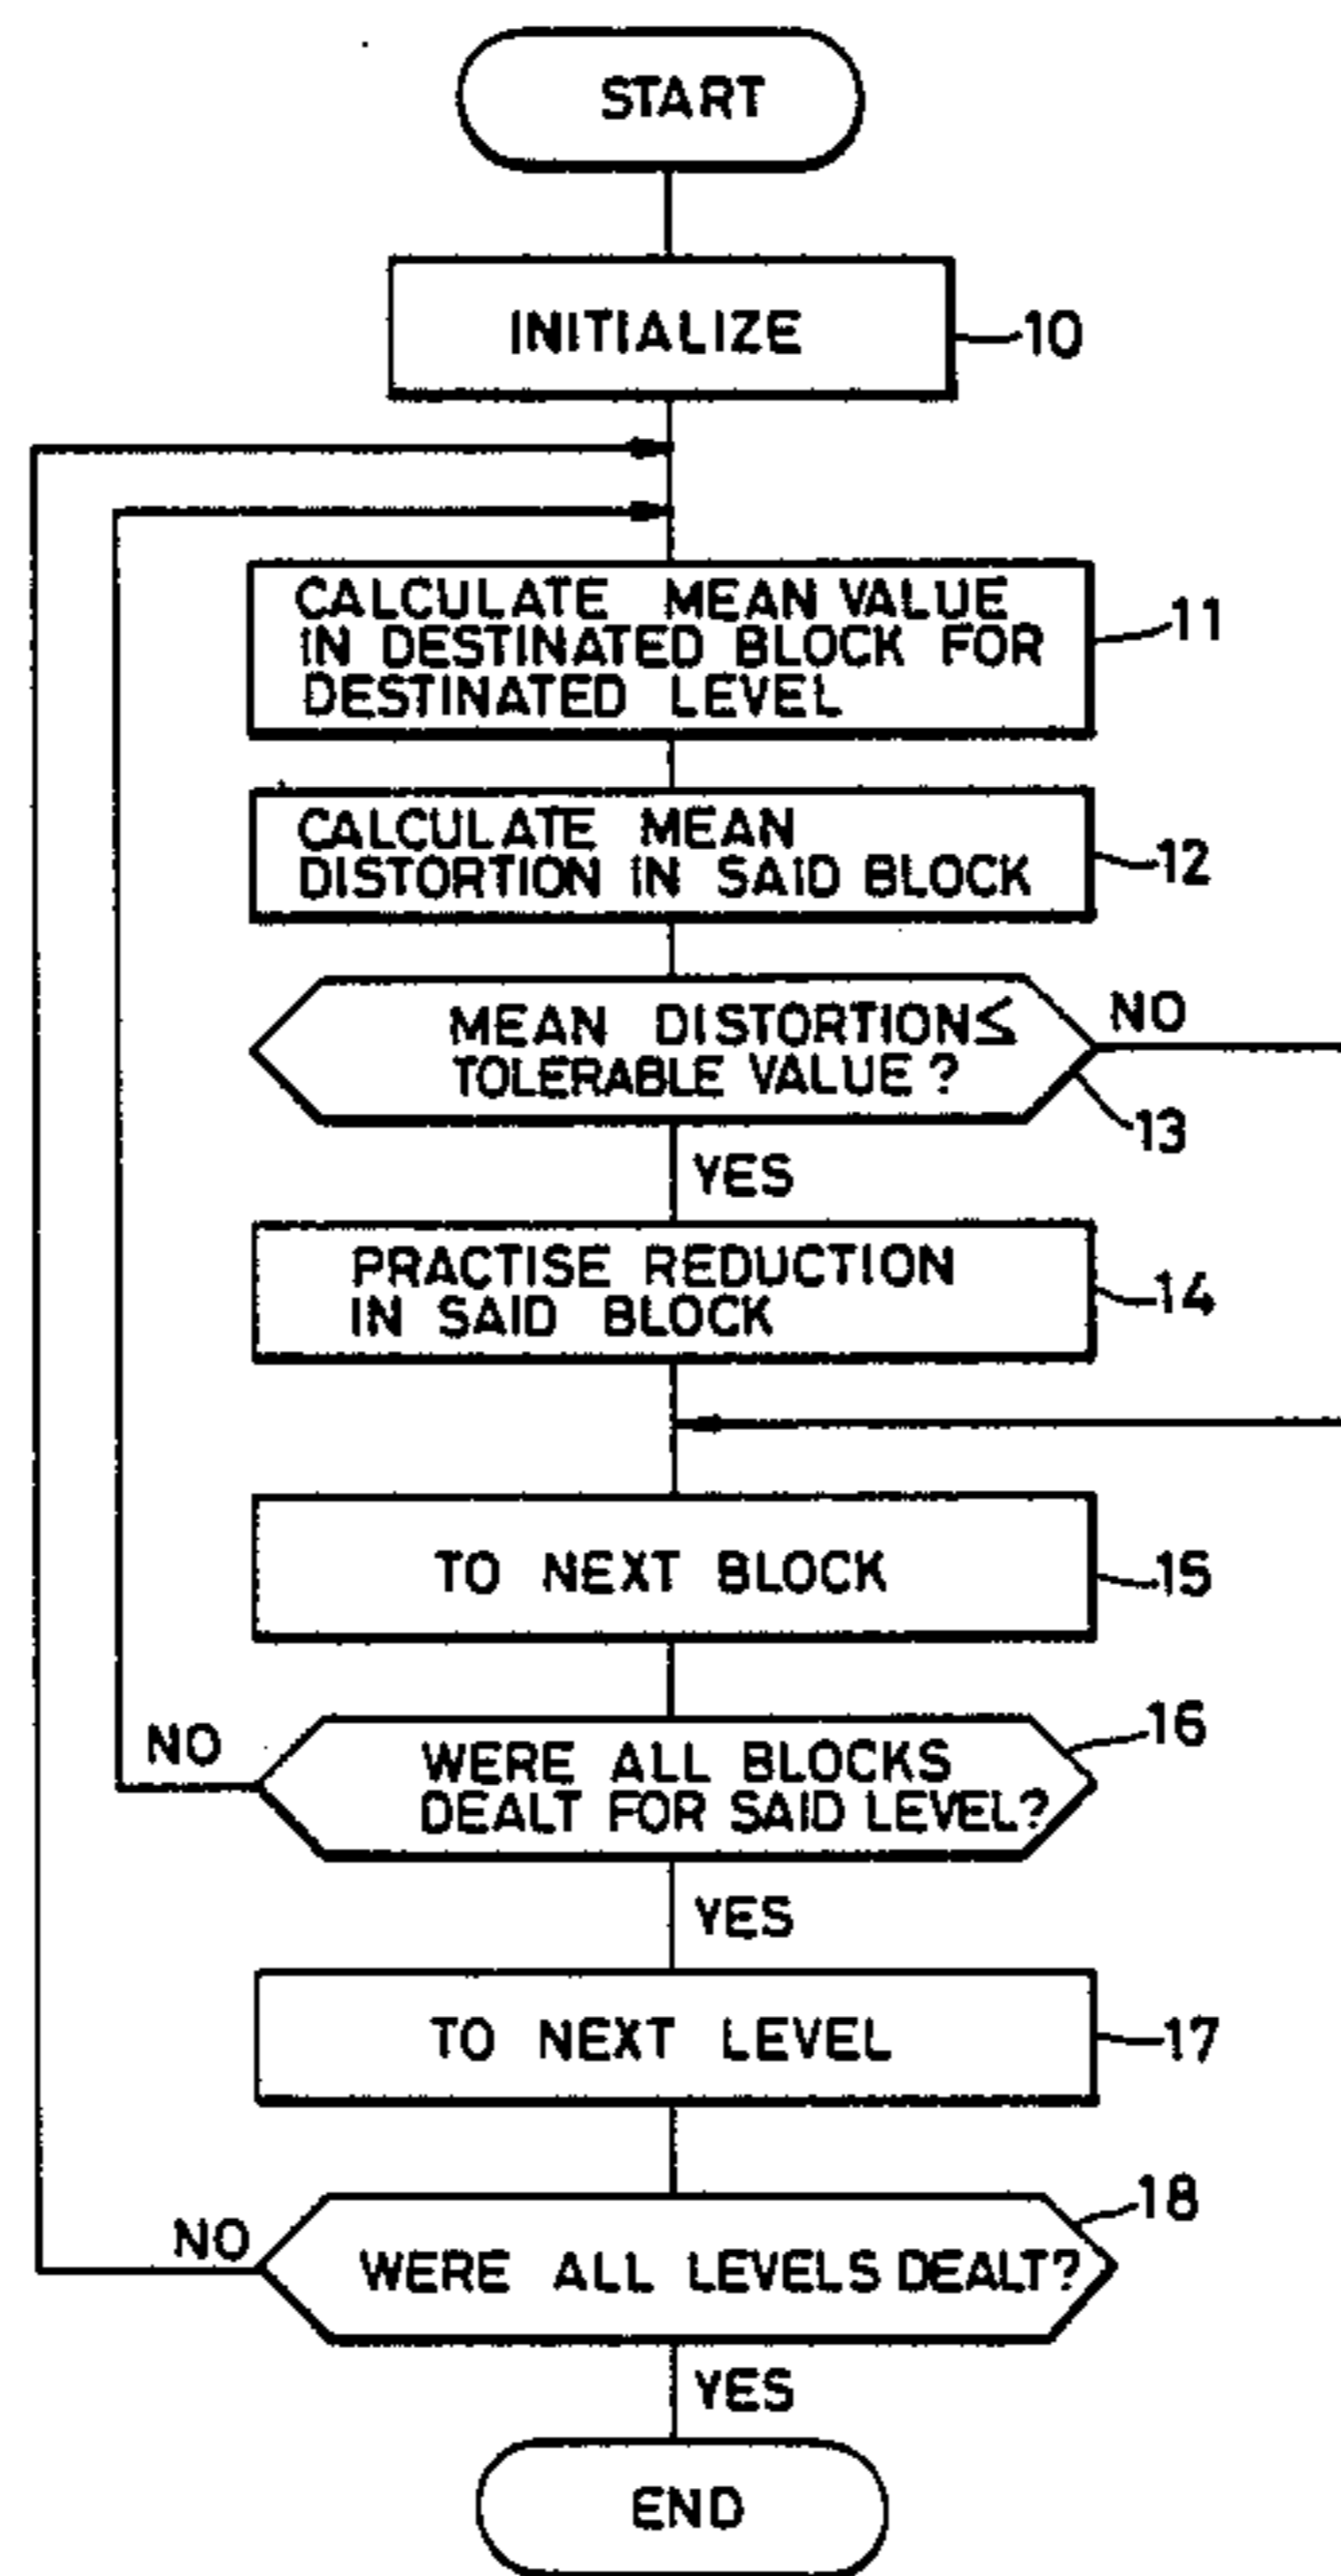 START
INITIALIZE
10
CALCULATE MEAN VALUE
IN DESTINATED BLOCK FOR
DESTINATED LEVEL
11
CALCULATE MEAN
DISTORTION IN SAID BLOCK
12
MEAN DISTORTION≤
TOLERABLE VALUE?
NO
13
YES
PRACTISE REDUCTION
IN SAID BLOCK
14
TO NEXT BLOCK
15
WERE ALL BLOCKS
DEALT FOR SAID LEVEL?
16
NO
YES
TO NEXT LEVEL
17
WERE ALL LEVELS DEALT?
18
NO
YES
END